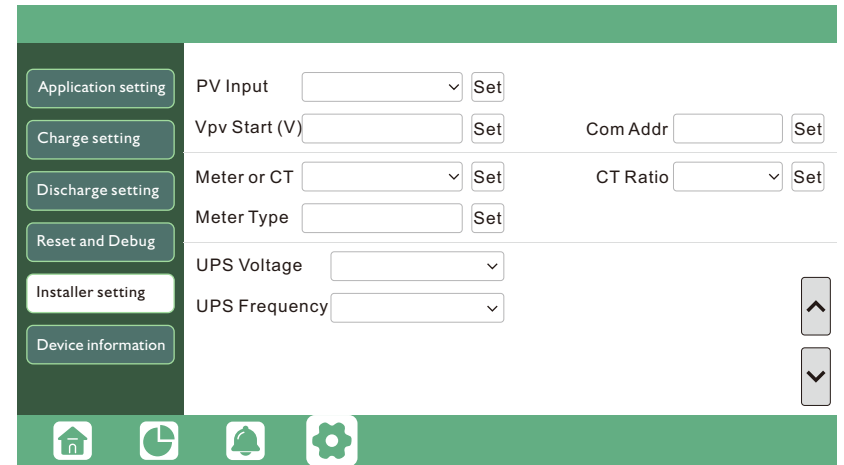 Application setting
Charge setting
Discharge setting
Reset and Debug
Installer setting
Device information
PV Input Set
Vpv Start (V) Set Com Addr Set
Meter or CT Set CT Ratio Set
Meter Type Set
UPS Voltage
UPS Frequency